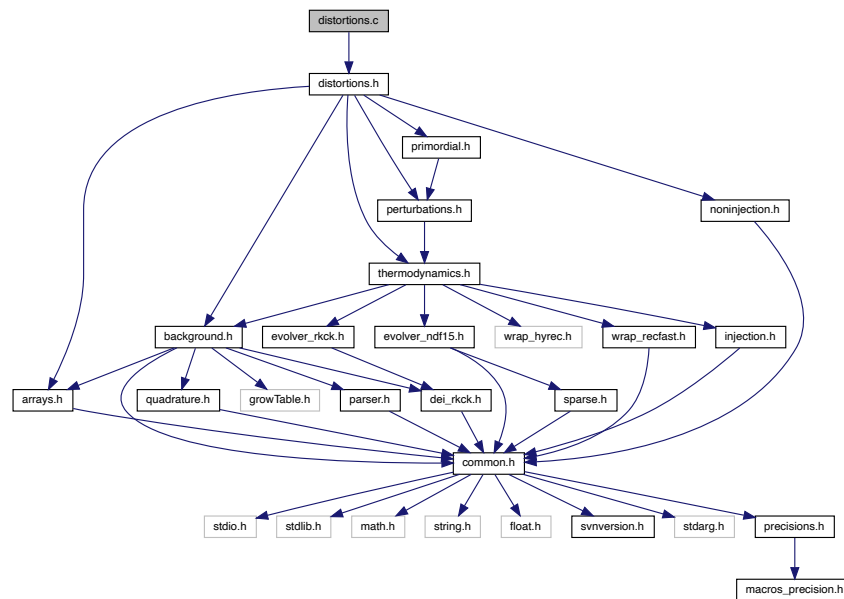 distortions.c
distortions.h
primordial.h
perturbations.h
noninjection.h
thermodynamics.h
background.h
evolver_rkck.h
evolver_ndf15.h
wrap_hyrec.h
wrap_recfast.h
injection.h
arrays.h
quadrature.h
growTable.h
parser.h
dei_rkck.h
sparse.h
common.h
stdio.h
stdlib.h
math.h
string.h
float.h
svnversion.h
stdarg.h
precisions.h
macros_precision.h